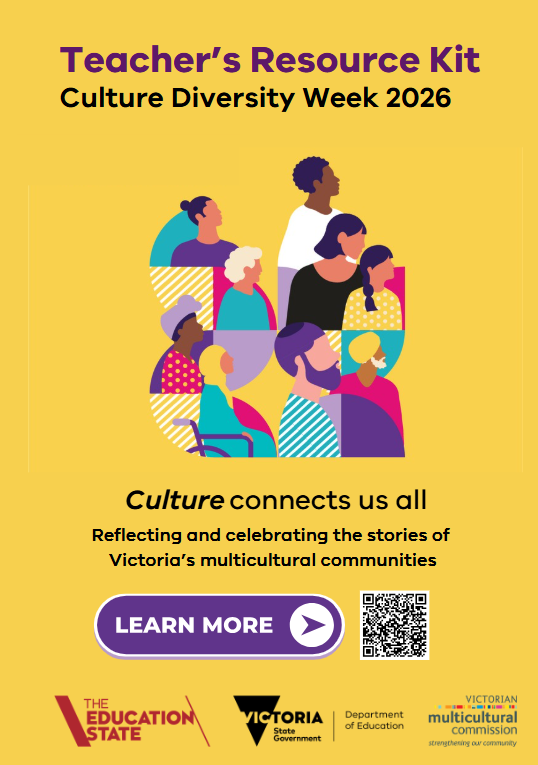 Teacher's Resource Kit
Culture Diversity Week 2026
Culture connects us all
Reflecting and celebrating the stories of
Victoria's multicultural communities
LEARN MORE
THE
EDUCATION
STATE
VICTORIA
State
Government
Department
of Education
VICTORIAN
multicultural
commission
strengthening our community